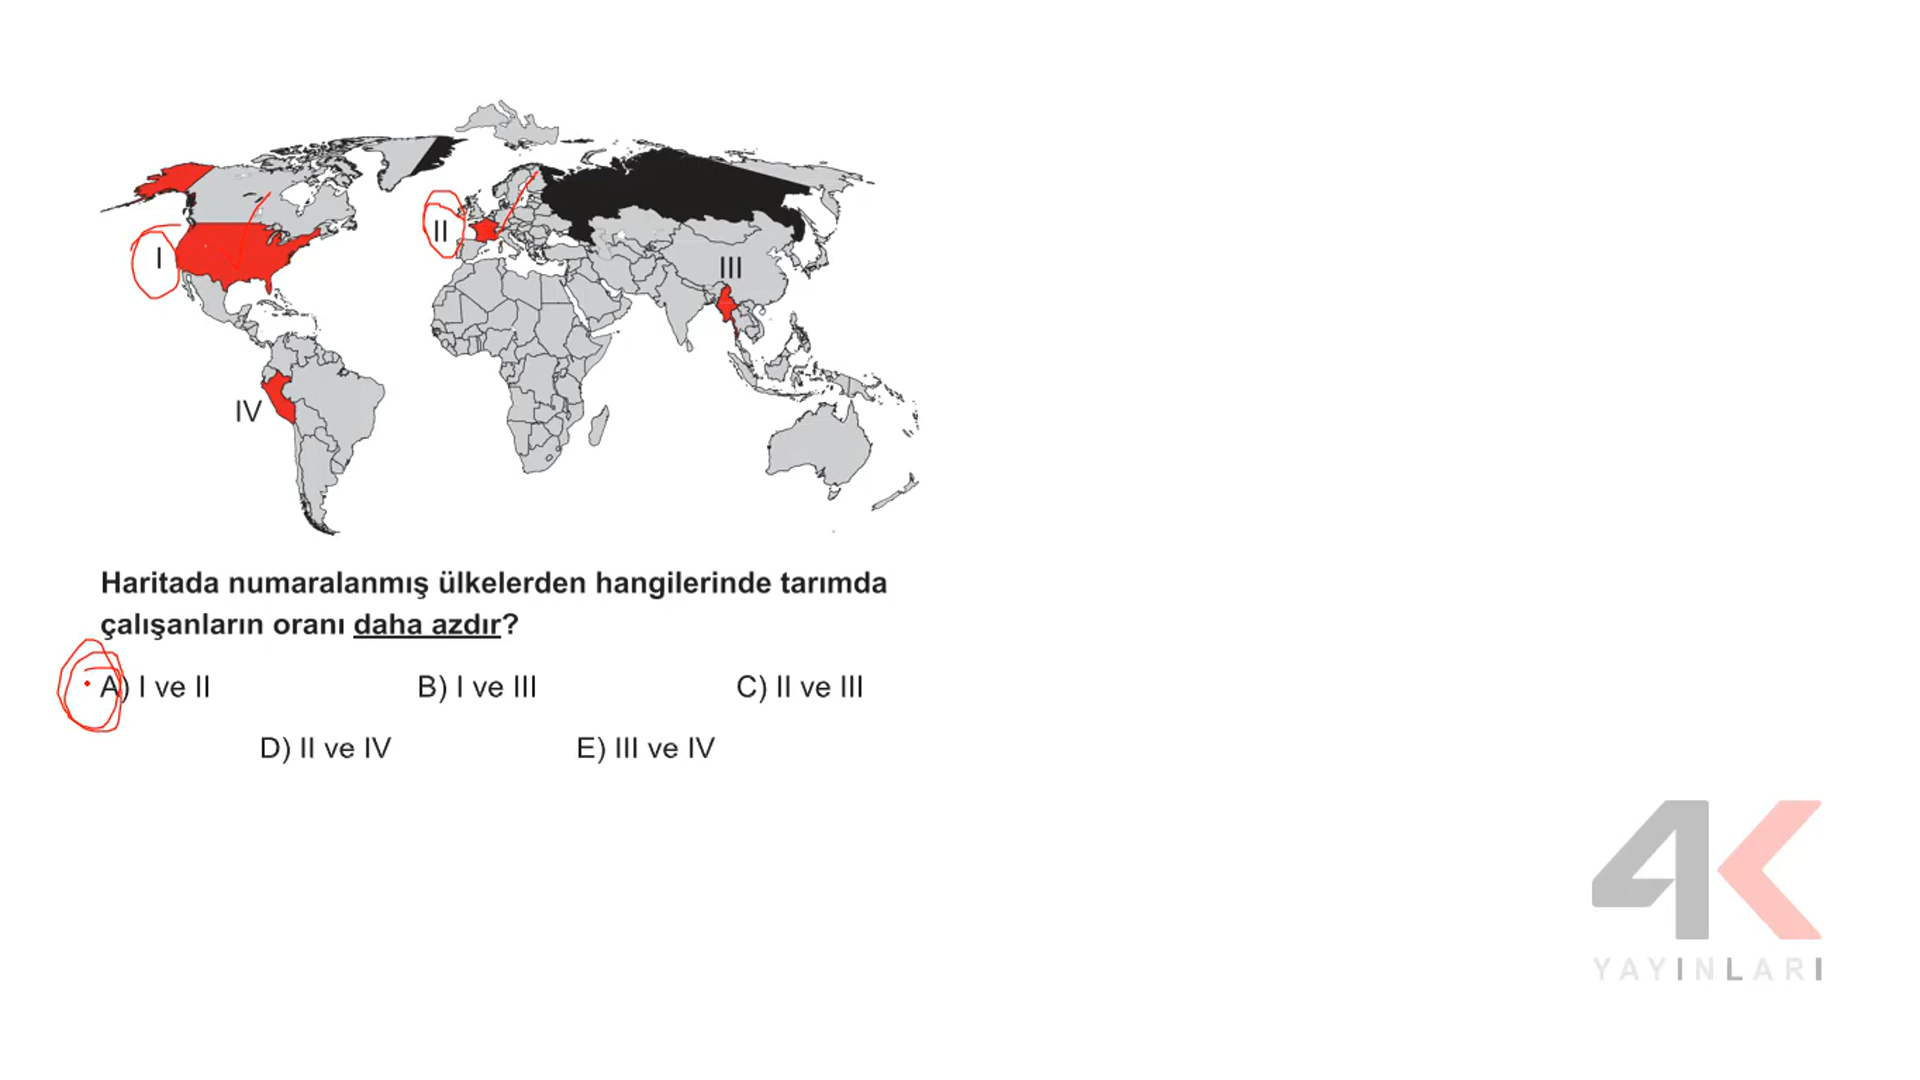 I
II
III
IV
Haritada numaralanmış ülkelerden hangilerinde tarımda
çalışanların oranı daha azdır?
A) I ve II B) I ve III C) II ve III
D) II ve IV E) III ve IV
4K
YAYINLARI